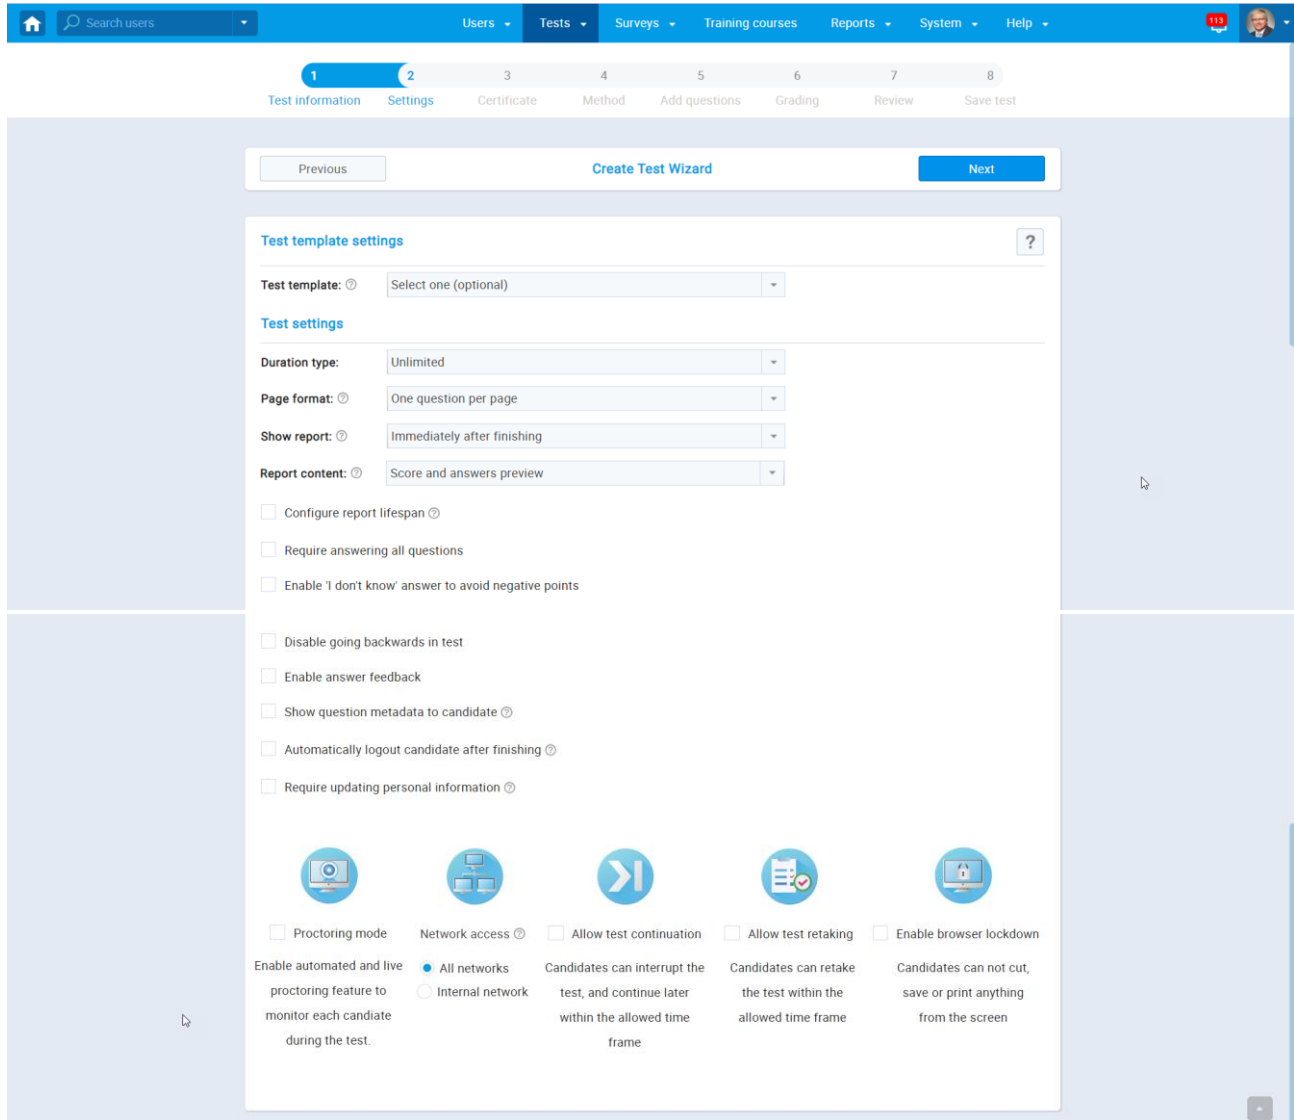 Search users
Users Tests Surveys Training courses Reports System Help 113
1 2 3 4 5 6 7 8
Test information Settings Certificate Method Add questions Grading Review Save test
Previous Create Test Wizard Next
Test template settings ?
Test template: ? Select one (optional)
Test settings
Duration type: Unlimited
Page format: ? One question per page
Show report: ? Immediately after finishing
Report content: ? Score and answers preview
Configure report lifespan ?
Require answering all questions
Enable 'I don't know' answer to avoid negative points
Disable going backwards in test
Enable answer feedback
Show question metadata to candidate ?
Automatically logout candidate after finishing ?
Require updating personal information ?
Proctoring mode
Enable automated and live
proctoring feature to
monitor each candiate
during the test.
Network access ?
All networks
Internal network
Allow test continuation
Candidates can interrupt the
test, and continue later
within the allowed time
frame
Allow test retaking
Candidates can retake
the test within the
allowed time frame
Enable browser lockdown
Candidates can not cut,
save or print anything
from the screen